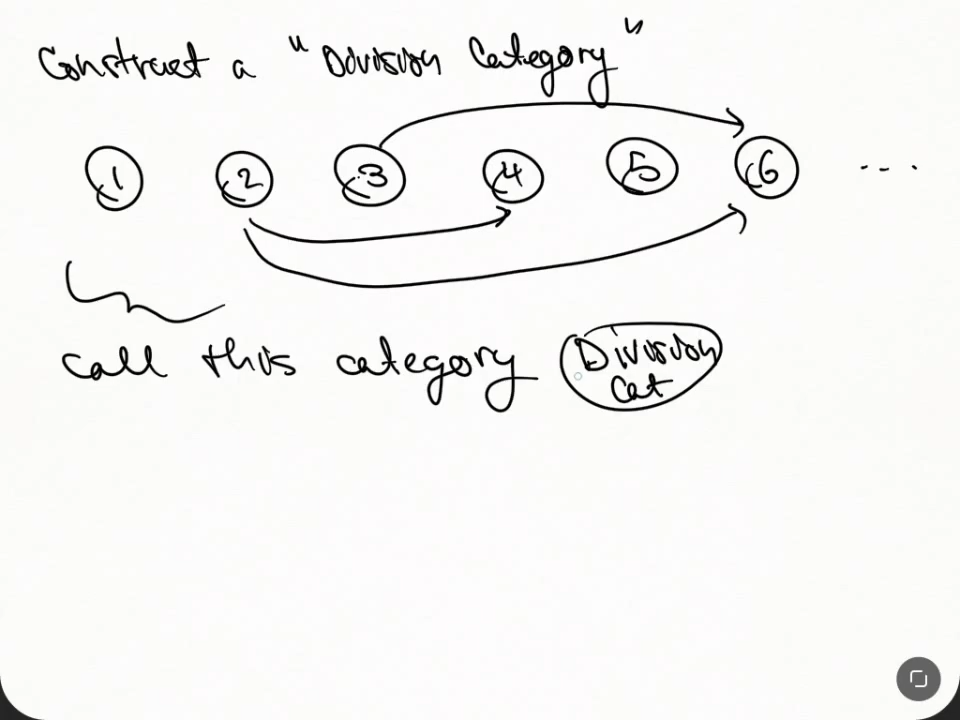 Construct a "Division Category"
1 2 3 4 5 6 ...
call this category Division
Cat